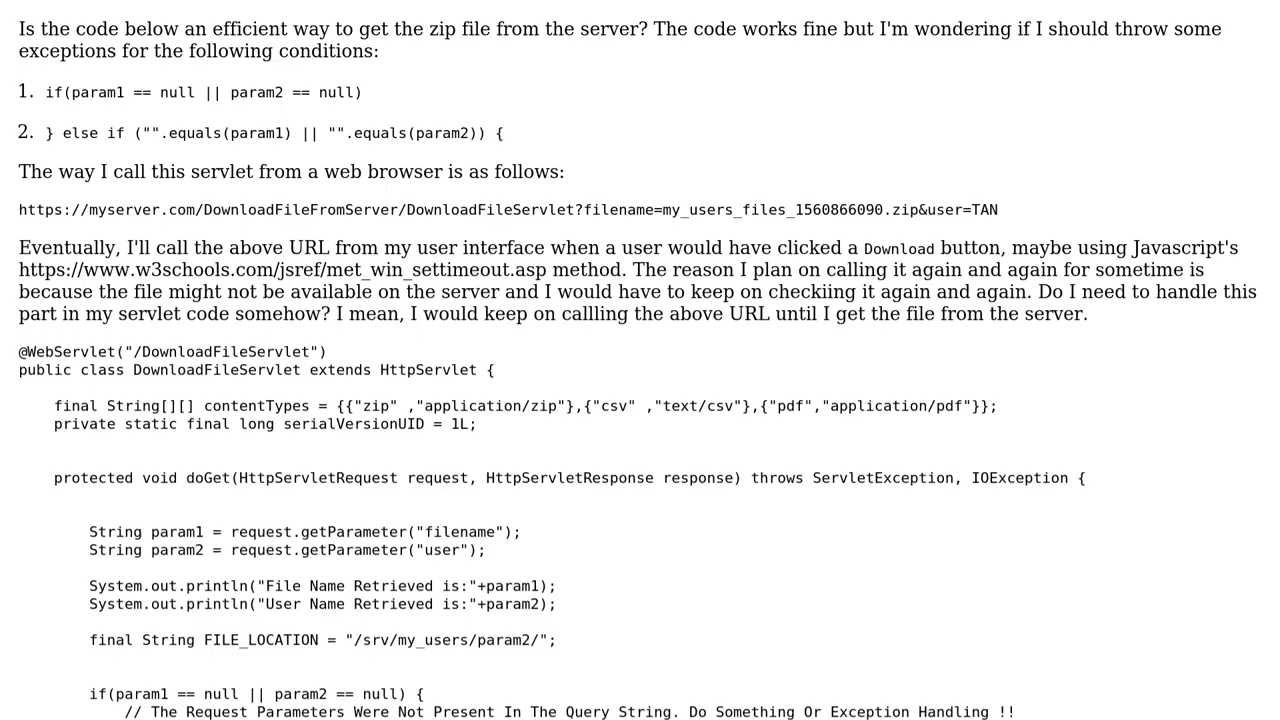 Is the code below an efficient way to get the zip file from the server? The code works fine but I'm wondering if I should throw some
exceptions for the following conditions:
1. if(param1 == null || param2 == null)
2. } else if ("".equals(param1) || "".equals(param2)) {
The way I call this servlet from a web browser is as follows:
https://myserver.com/DownloadFileFromServer/DownloadFileServlet?filename=my_users_files_1560866090.zip&user=TAN
Eventually, I'll call the above URL from my user interface when a user would have clicked a Download button, maybe using Javascript's
https://www.w3schools.com/jsref/met_win_settimeout.asp method. The reason I plan on calling it again and again for sometime is
because the file might not be available on the server and I would have to keep on checkiing it again and again. Do I need to handle this
part in my servlet code somehow? I mean, I would keep on callling the above URL until I get the file from the server.
@WebServlet("/DownloadFileServlet")
public class DownloadFileServlet extends HttpServlet {
    final String[][] contentTypes = {{"zip" ,"application/zip"},{"csv" ,"text/csv"},{"pdf","application/pdf"}};
    private static final long serialVersionUID = 1L;
    protected void doGet(HttpServletRequest request, HttpServletResponse response) throws ServletException, IOException {
        String param1 = request.getParameter("filename");
        String param2 = request.getParameter("user");
        System.out.println("File Name Retrieved is:"+param1);
        System.out.println("User Name Retrieved is:"+param2);
        final String FILE_LOCATION = "/srv/my_users/param2/";
        if(param1 == null || param2 == null) {
            // The Request Parameters Were Not Present In The Query String. Do Something Or Exception Handling !!